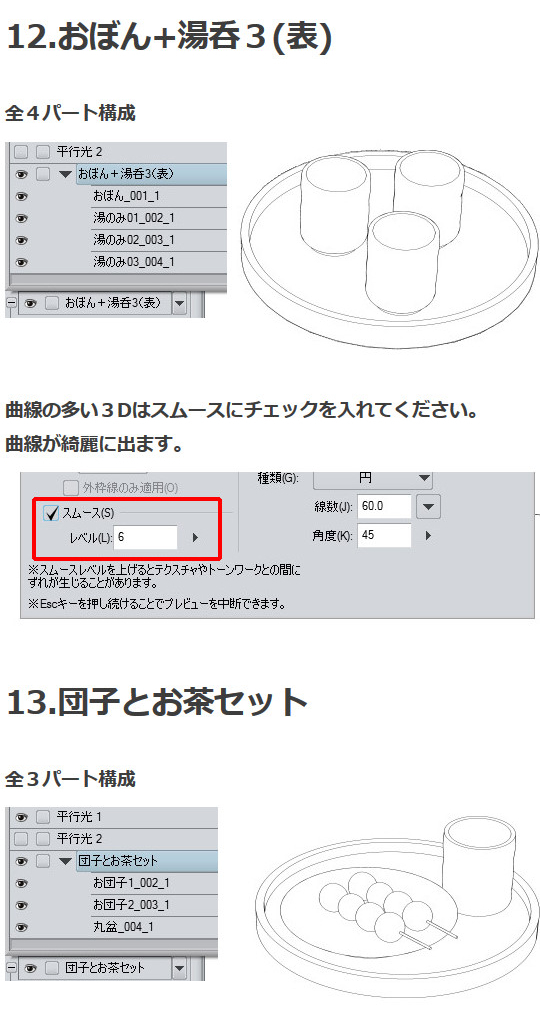 12.おぼん+湯呑３(表)
全４パート構成
平行光 2
おぼん＋湯呑3(表)
おぼん_001_1
湯のみ01_002_1
湯のみ02_003_1
湯のみ03_004_1
おぼん＋湯呑3(表)
曲線の多い３Dはスムースにチェックを入れてください。
曲線が綺麗に出ます。
外枠線のみ適用(O)
種類(G): 円
スムース(S)
線数(J): 60.0
レベル(L): 6
角度(K): 45
※スムースレベルを上げるとテクスチャやトーンワークとの間に
ずれが生じることがあります。
※Escキーを押し続けることでプレビューを中断できます。
13.団子とお茶セット
全３パート構成
平行光 1
平行光 2
団子とお茶セット
お団子1_002_1
お団子2_003_1
丸盆_004_1
団子とお茶セット